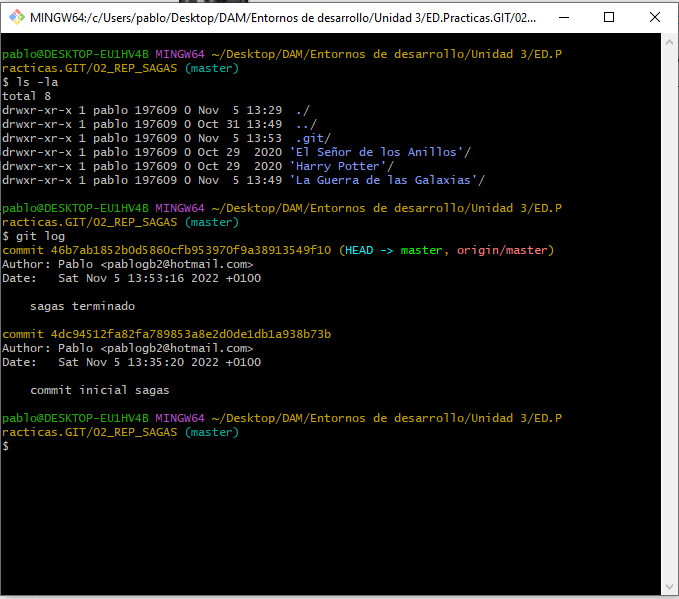 MINGW64:/c/Users/pablo/Desktop/DAM/Entornos de desarrollo/Unidad 3/ED.Practicas.GIT/02...
pablo@DESKTOP-EU1HV4B MINGW64 ~/Desktop/DAM/Entornos de desarrollo/Unidad 3/ED.P
racticas.GIT/02_REP_SAGAS (master)
$ ls -la
total 8
drwxr-xr-x 1 pablo 197609 0 Nov  5 13:29  ./
drwxr-xr-x 1 pablo 197609 0 Oct 31 13:49  ../
drwxr-xr-x 1 pablo 197609 0 Nov  5 13:53  .git/
drwxr-xr-x 1 pablo 197609 0 Oct 29  2020 'El Señor de los Anillos'/
drwxr-xr-x 1 pablo 197609 0 Oct 29  2020 'Harry Potter'/
drwxr-xr-x 1 pablo 197609 0 Nov  5 13:49 'La Guerra de las Galaxias'/
pablo@DESKTOP-EU1HV4B MINGW64 ~/Desktop/DAM/Entornos de desarrollo/Unidad 3/ED.P
racticas.GIT/02_REP_SAGAS (master)
$ git log
commit 46b7ab1852b0d5860cfb953970f9a38913549f10 (HEAD -> master, origin/master)
Author: Pablo <pablogb2@hotmail.com>
Date:   Sat Nov 5 13:53:16 2022 +0100
sagas terminado
commit 4dc94512fa82fa789853a8e2d0de1db1a938b73b
Author: Pablo <pablogb2@hotmail.com>
Date:   Sat Nov 5 13:35:20 2022 +0100
commit inicial sagas
pablo@DESKTOP-EU1HV4B MINGW64 ~/Desktop/DAM/Entornos de desarrollo/Unidad 3/ED.P
racticas.GIT/02_REP_SAGAS (master)
$